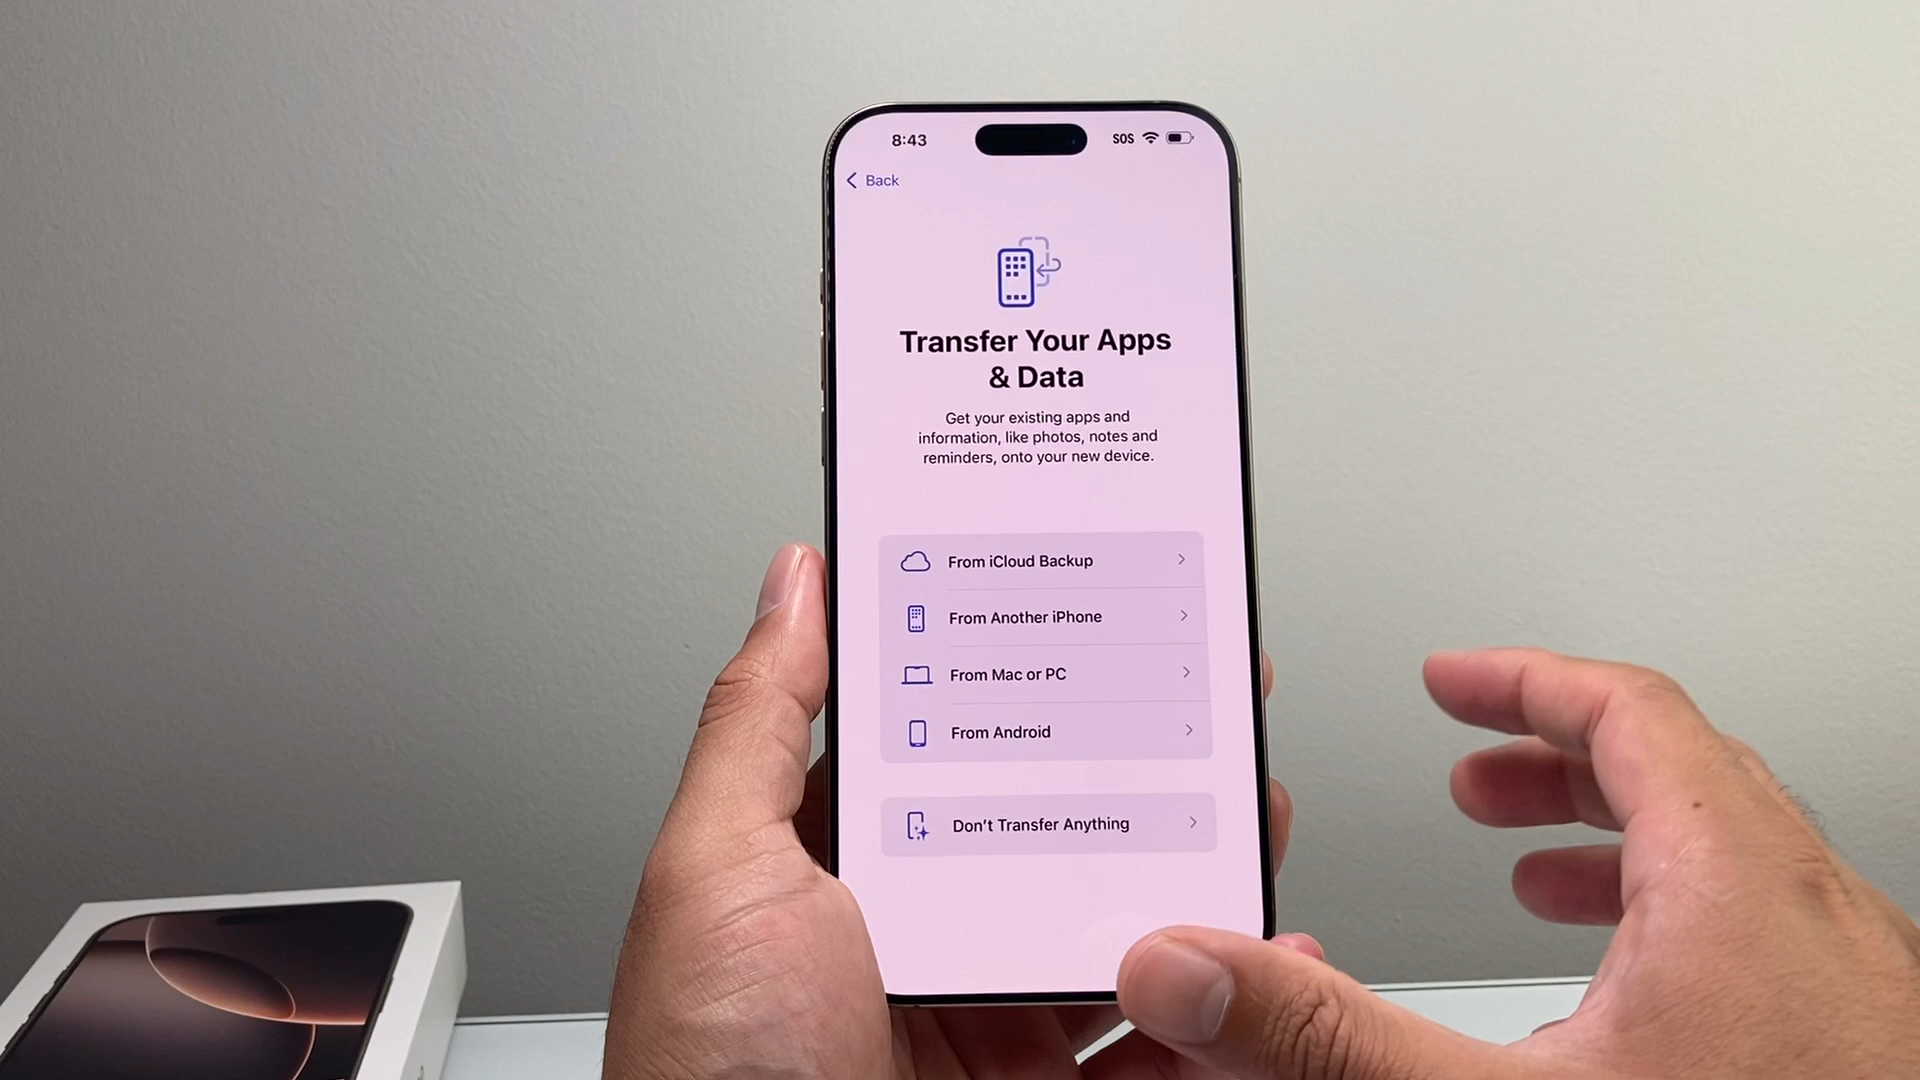 8:43
SOS
Back
Transfer Your Apps
& Data
Get your existing apps and
information, like photos, notes and
reminders, onto your new device.
From iCloud Backup
From Another iPhone
From Mac or PC
From Android
Don't Transfer Anything